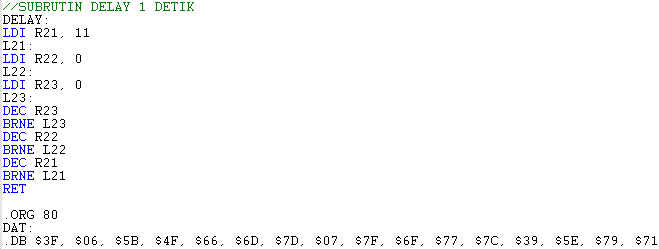 //SUBRUTIN DELAY 1 DETIK
DELAY:
LDI R21, 11
L21:
LDI R22, 0
L22:
LDI R23, 0
L23:
DEC R23
BRNE L23
DEC R22
BRNE L22
DEC R21
BRNE L21
RET
.ORG 80
DAT:
.DB $3F, $06, $5B, $4F, $66, $6D, $7D, $07, $7F, $6F, $77, $7C, $39, $5E, $79, $71